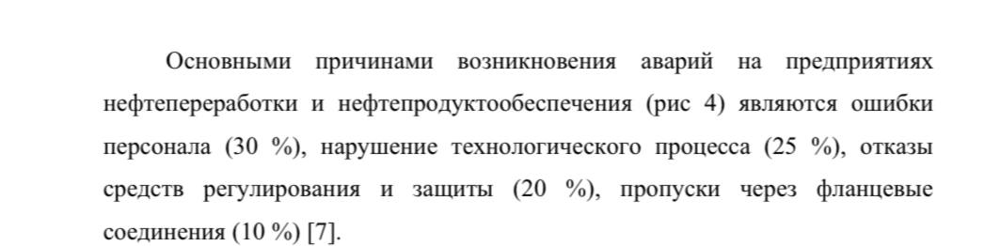 Основными причинами возникновения аварий на предприятиях
нефтепереработки и нефтепродуктообеспечения (рис 4) являются ошибки
персонала (30 %), нарушение технологического процесса (25 %), отказы
средств регулирования и защиты (20 %), пропуски через фланцевые
соединения (10 %) [7].